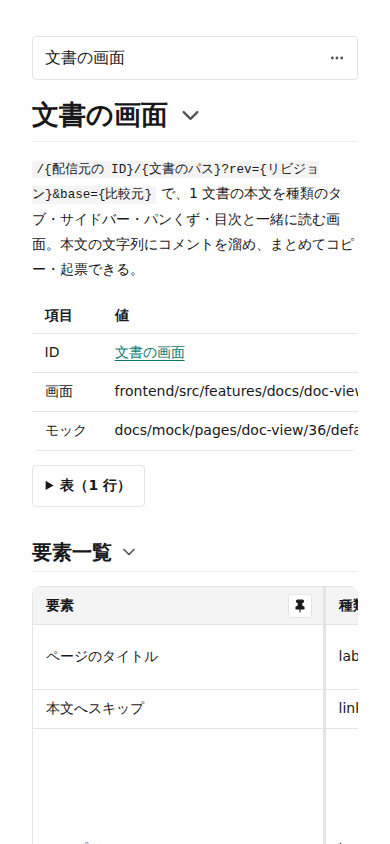 文書の画面
文書の画面
/{配信元の ID}/{文書のパス}?rev={リビジョ
ン}&base={比較元} で、1 文書の本文を種類のタ
ブ・サイドバー・パンくず・目次と一緒に読む画
面。本文の文字列にコメントを溜め、まとめてコピ
ー・起票できる。
項目 値
ID 文書の画面
画面 frontend/src/features/docs/doc-view
モック docs/mock/pages/doc-view/36/defa
表（1 行）
要素一覧
要素 種類
ページのタイトル lab
本文へスキップ link